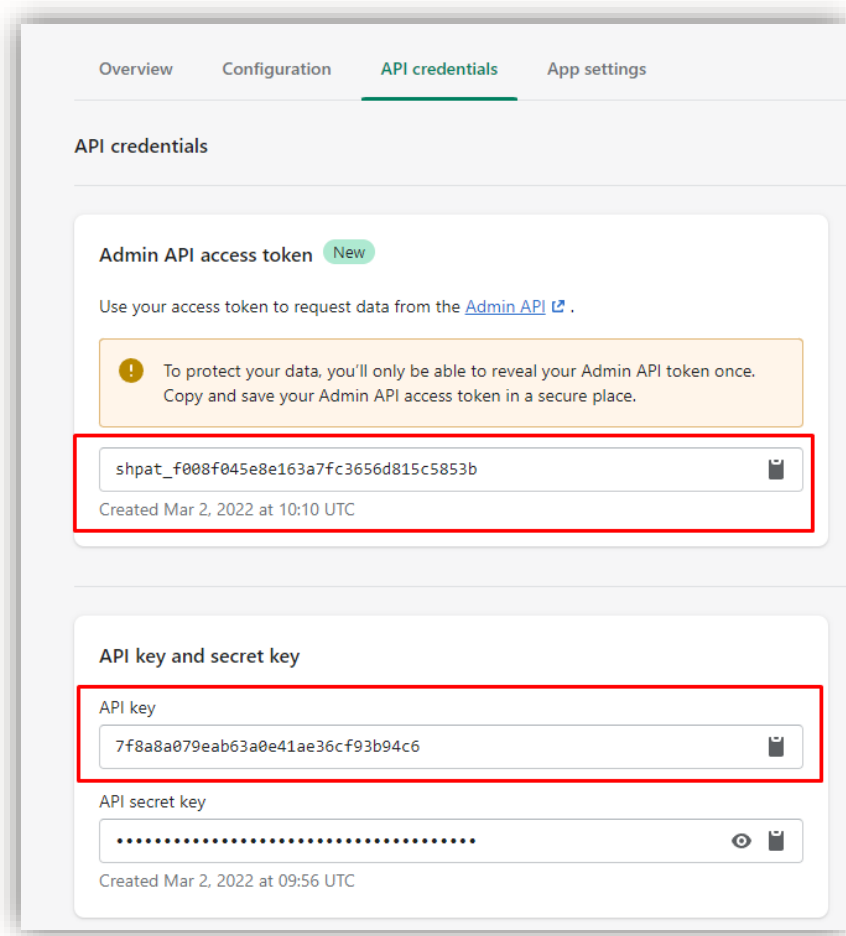 Overview Configuration API credentials App settings
API credentials
Admin API access token New
Use your access token to request data from the Admin API .
To protect your data, you'll only be able to reveal your Admin API token once.
Copy and save your Admin API access token in a secure place.
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
Created Mar 2, 2022 at 10:10 UTC
API key and secret key
API key
7f8a8a079eab63a0e41ae36cf93b94c6
API secret key
••••••••••••••••••••••••••••••••••••••
Created Mar 2, 2022 at 09:56 UTC